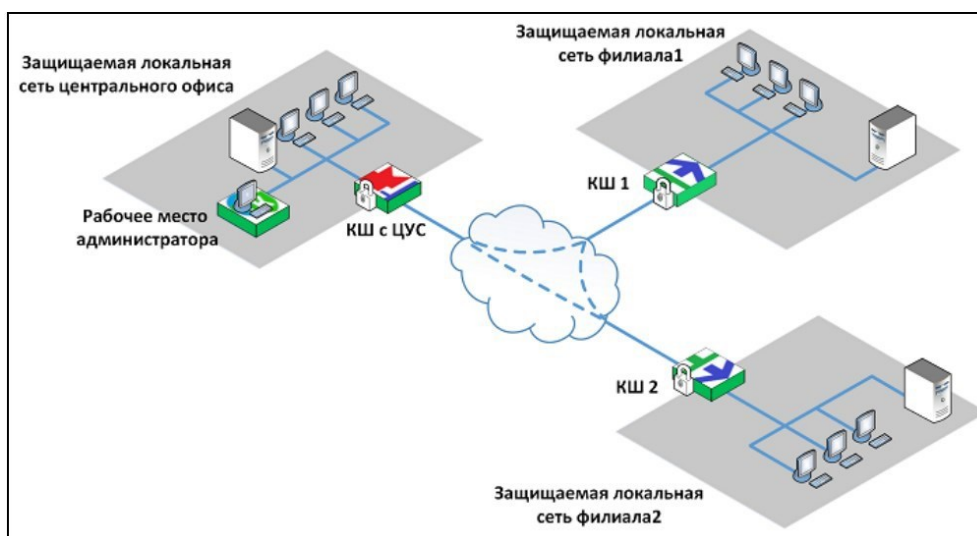 Защищаемая локальная
сеть центрального офиса
Рабочее место
администратора
КШ с ЦУС
Защищаемая локальная
сеть филиала1
КШ 1
КШ 2
Защищаемая локальная
сеть филиала2